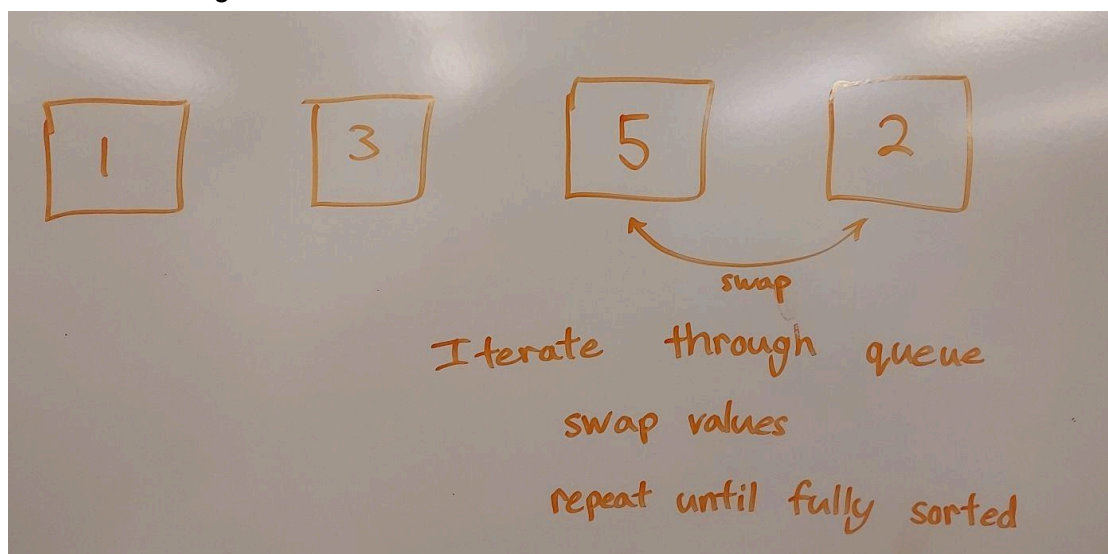 1 3 5 2
swap
Iterate through queue
swap values
repeat until fully sorted